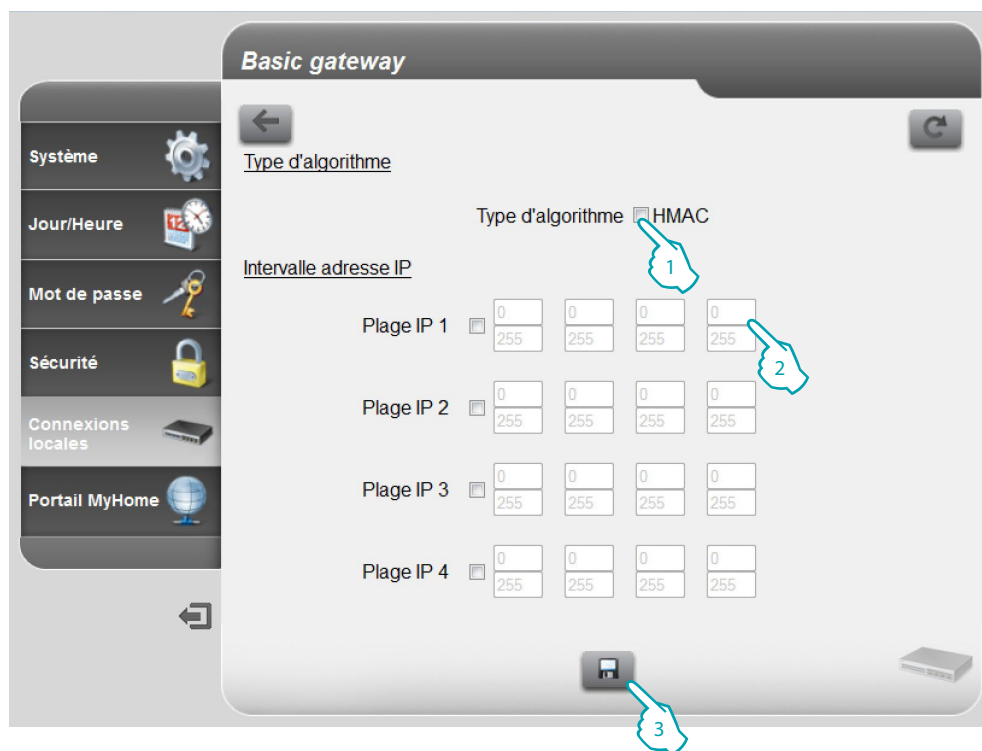 Basic gateway
Système
Jour/Heure
12
Mot de passe
Sécurité
Connexions
locales
Portail MyHome
Type d'algorithme
Type d'algorithme HMAC
1
Intervalle adresse IP
Plage IP 1
0 0 0 0
255 255 255 255
2
Plage IP 2
0 0 0 0
255 255 255 255
Plage IP 3
0 0 0 0
255 255 255 255
Plage IP 4
0 0 0 0
255 255 255 255
3